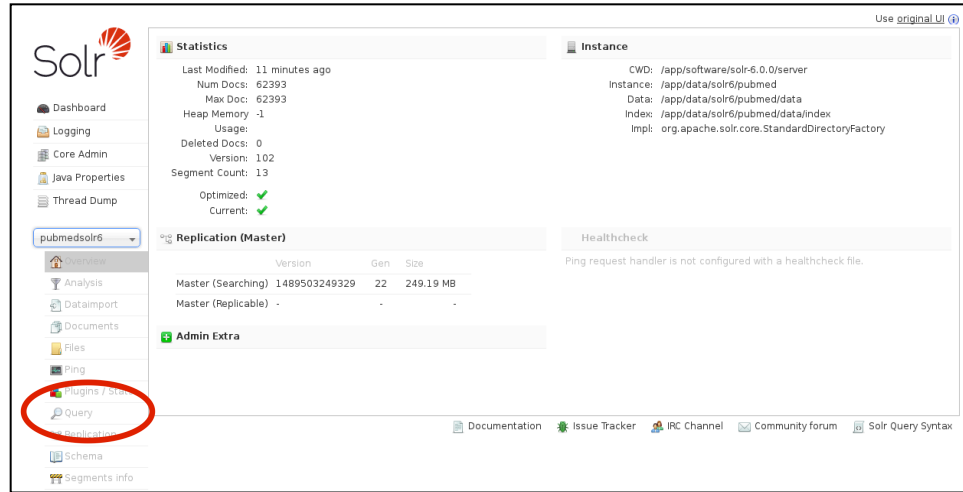 Use original UI
Solr
Dashboard
Logging
Core Admin
Java Properties
Thread Dump
pubmedsolr6
Overview
Analysis
Dataimport
Documents
Files
Ping
Plugins / Stats
Query
Replication
Schema
Segments info
Statistics
Last Modified: 11 minutes ago
Num Docs: 62393
Max Doc: 62393
Heap Memory -1
Usage:
Deleted Docs: 0
Version: 102
Segment Count: 13
Optimized:
Current:
Instance
CWD: /app/software/solr-6.0.0/server
Instance: /app/data/solr6/pubmed
Data: /app/data/solr6/pubmed/data
Index: /app/data/solr6/pubmed/data/index
Impl: org.apache.solr.core.StandardDirectoryFactory
Replication (Master)
Version Gen Size
Master (Searching) 1489503249329 22 249.19 MB
Master (Replicable) - - -
Healthcheck
Ping request handler is not configured with a healthcheck file.
Admin Extra
Documentation Issue Tracker IRC Channel Community forum Solr Query Syntax